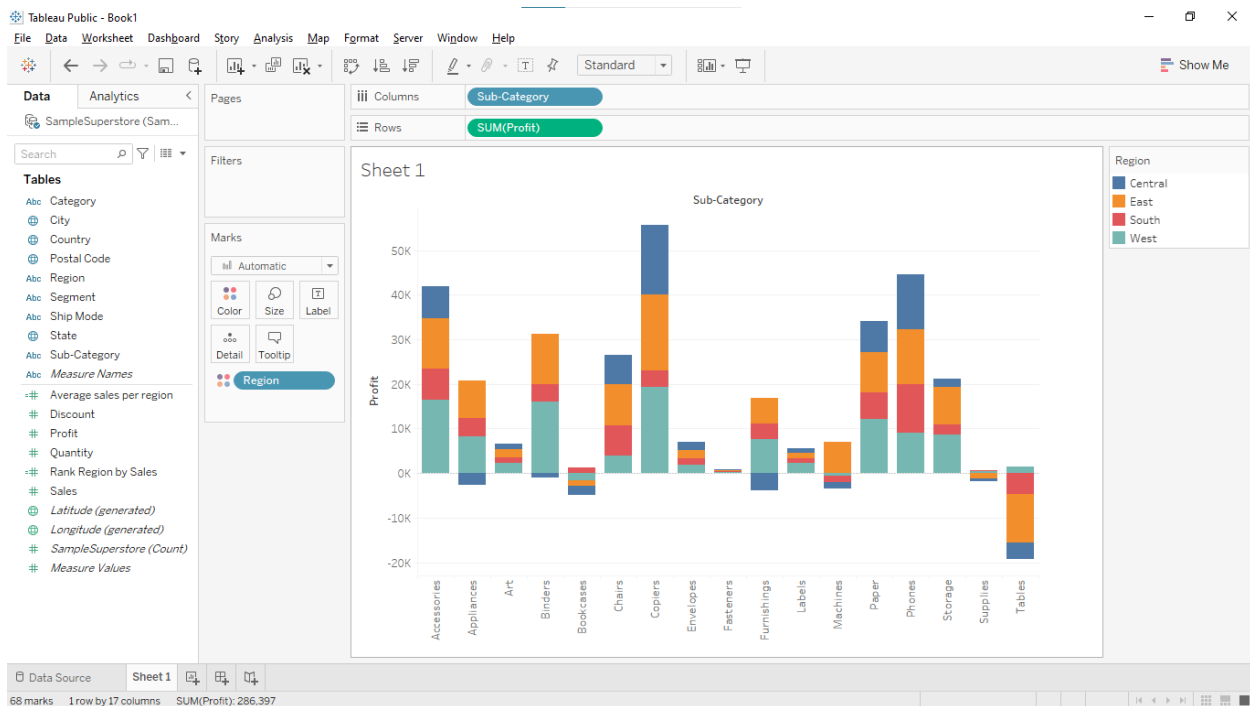 Tableau Public - Book1
File Data Worksheet Dashboard Story Analysis Map Format Server Window Help
Standard
Show Me
Data Analytics
SampleSuperstore (Sam...
Search
Tables
Abc Category
City
Country
Postal Code
Abc Region
Abc Segment
Abc Ship Mode
State
Abc Sub-Category
Abc Measure Names
=# Average sales per region
# Discount
# Profit
# Quantity
=# Rank Region by Sales
# Sales
Latitude (generated)
Longitude (generated)
# SampleSuperstore (Count)
# Measure Values
Pages
Filters
Marks
Automatic
Color Size Label
Detail Tooltip
Region
Columns Sub-Category
Rows SUM(Profit)
Sheet 1
Sub-Category
Profit
50K
40K
30K
20K
10K
0K
-10K
-20K
Accessories
Appliances
Art
Binders
Bookcases
Chairs
Copiers
Envelopes
Fasteners
Furnishings
Labels
Machines
Paper
Phones
Storage
Supplies
Tables
Region
Central
East
South
West
Data Source Sheet 1
68 marks 1 row by 17 columns SUM(Profit): 286,397